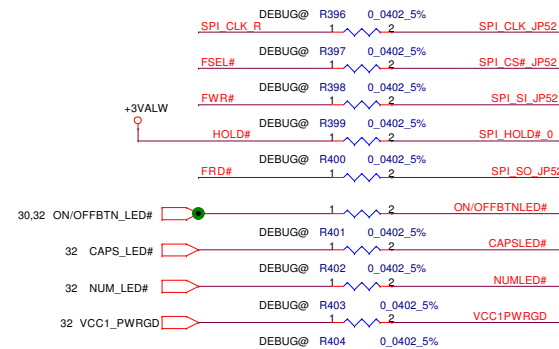 DEBUG@ R396 0_0402_5%
SPI_CLK_R 1 2 SPI_CLK_JP52
DEBUG@ R397 0_0402_5%
FSEL# 1 2 SPI_CS#_JP52
DEBUG@ R398 0_0402_5%
FWR# 1 2 SPI_SI_JP52
+3VALW
DEBUG@ R399 0_0402_5%
HOLD# 1 2 SPI_HOLD#_0
DEBUG@ R400 0_0402_5%
FRD# 1 2 SPI_SO_JP52
30,32 ON/OFFBTN_LED# 1 2 ON/OFFBTNLED#
DEBUG@ R401 0_0402_5%
32 CAPS_LED# 1 2 CAPSLED#
DEBUG@ R402 0_0402_5%
32 NUM_LED# 1 2 NUMLED#
DEBUG@ R403 0_0402_5%
32 VCC1_PWRGD 1 2 VCC1PWRGD
DEBUG@ R404 0_0402_5%